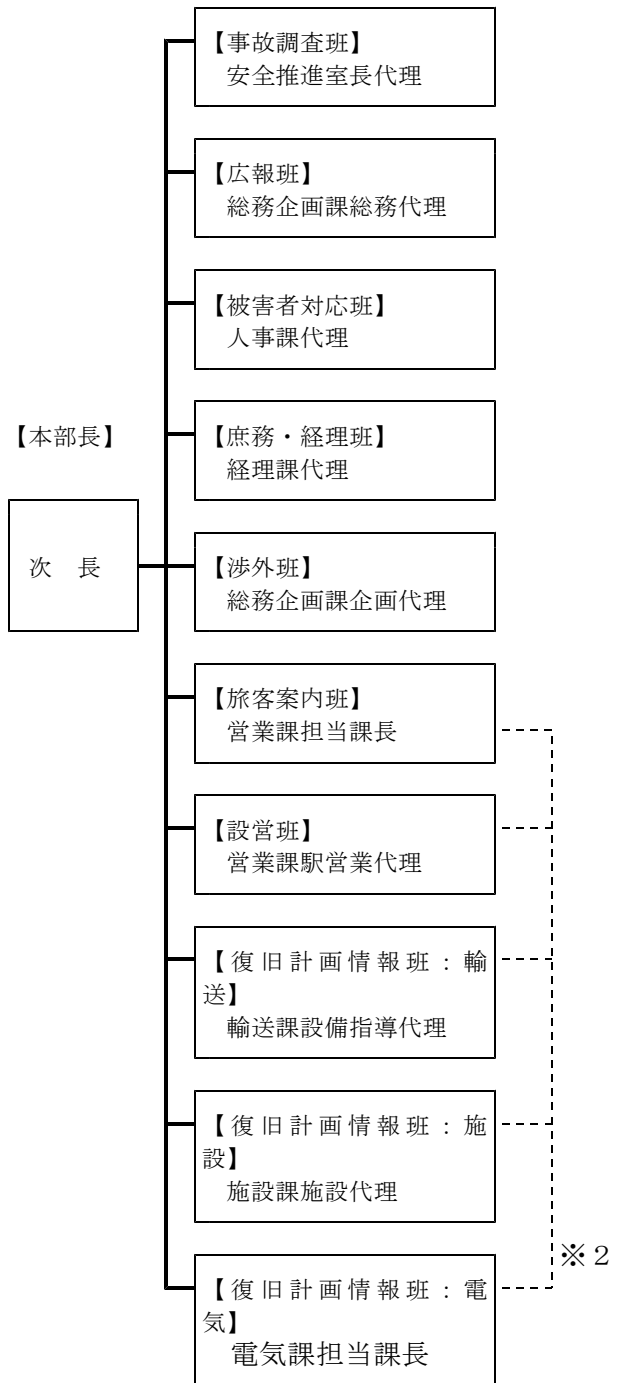 【事故調査班】
安全推進室長代理
【広報班】
総務企画課総務代理
【被害者対応班】
人事課代理
【本部長】
次　長
【庶務・経理班】
経理課代理
【渉外班】
総務企画課企画代理
【旅客案内班】
営業課担当課長
【設営班】
営業課駅営業代理
【復旧計画情報班：輸
送】
輸送課設備指導代理
【復旧計画情報班：施
設】
施設課施設代理
※２
【復旧計画情報班：電
気】
電気課担当課長